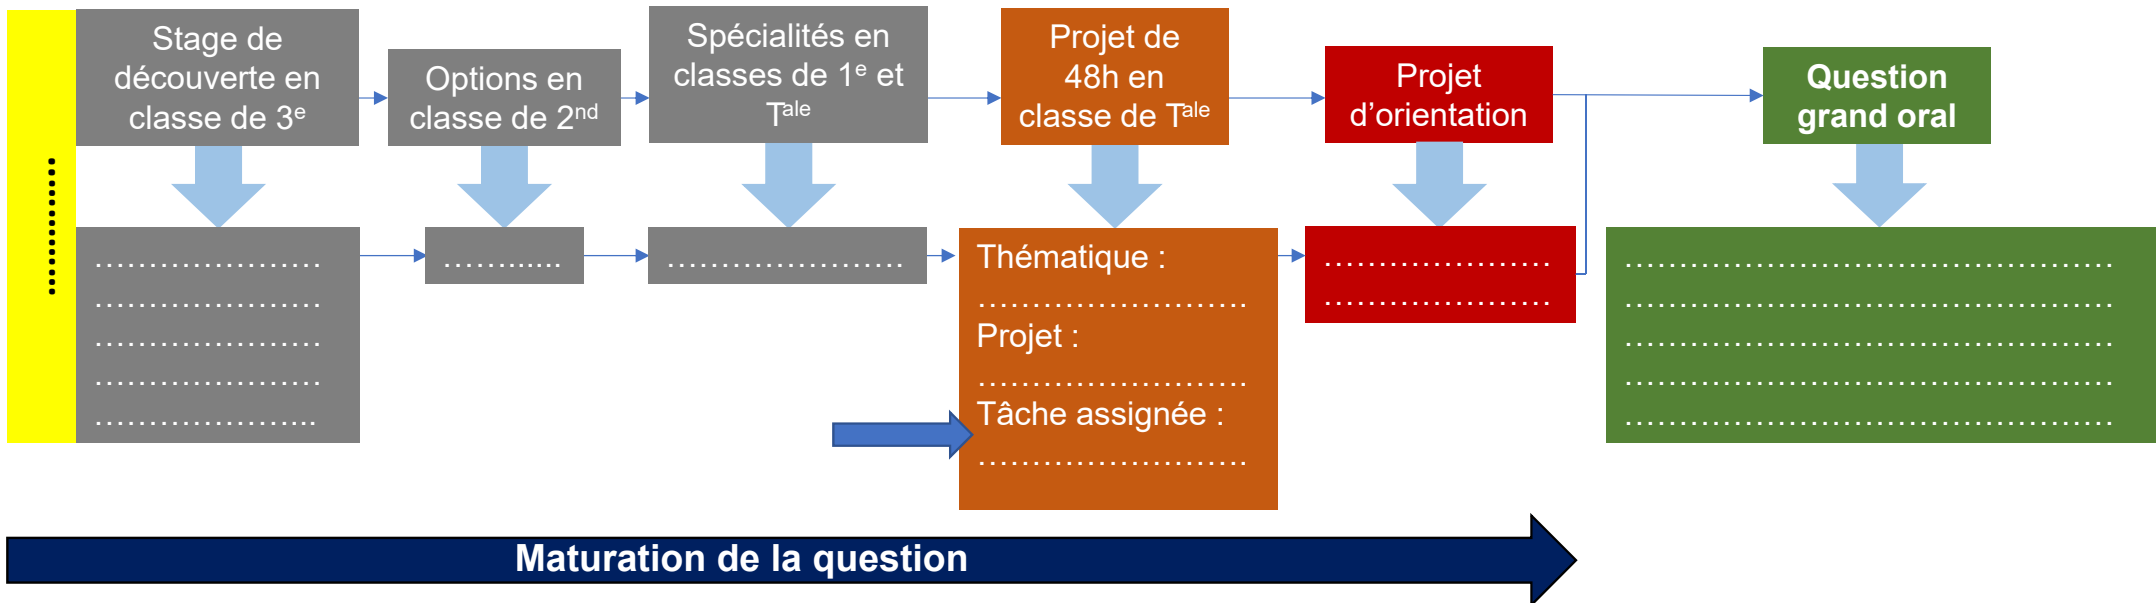 Stage de
découverte en
classe de 3e
Options en
classe de 2nd
Spécialités en
classes de 1e et
Tale
Projet de
48h en
classe de Tale
Projet
d'orientation
Question
grand oral
................
.....................
.....................
.....................
.....................
.....................
............
......................
Thématique :
.........................
Projet :
.........................
Tâche assignée :
.........................
.....................
.....................
.............................................
.............................................
.............................................
.............................................
.............................................
Maturation de la question